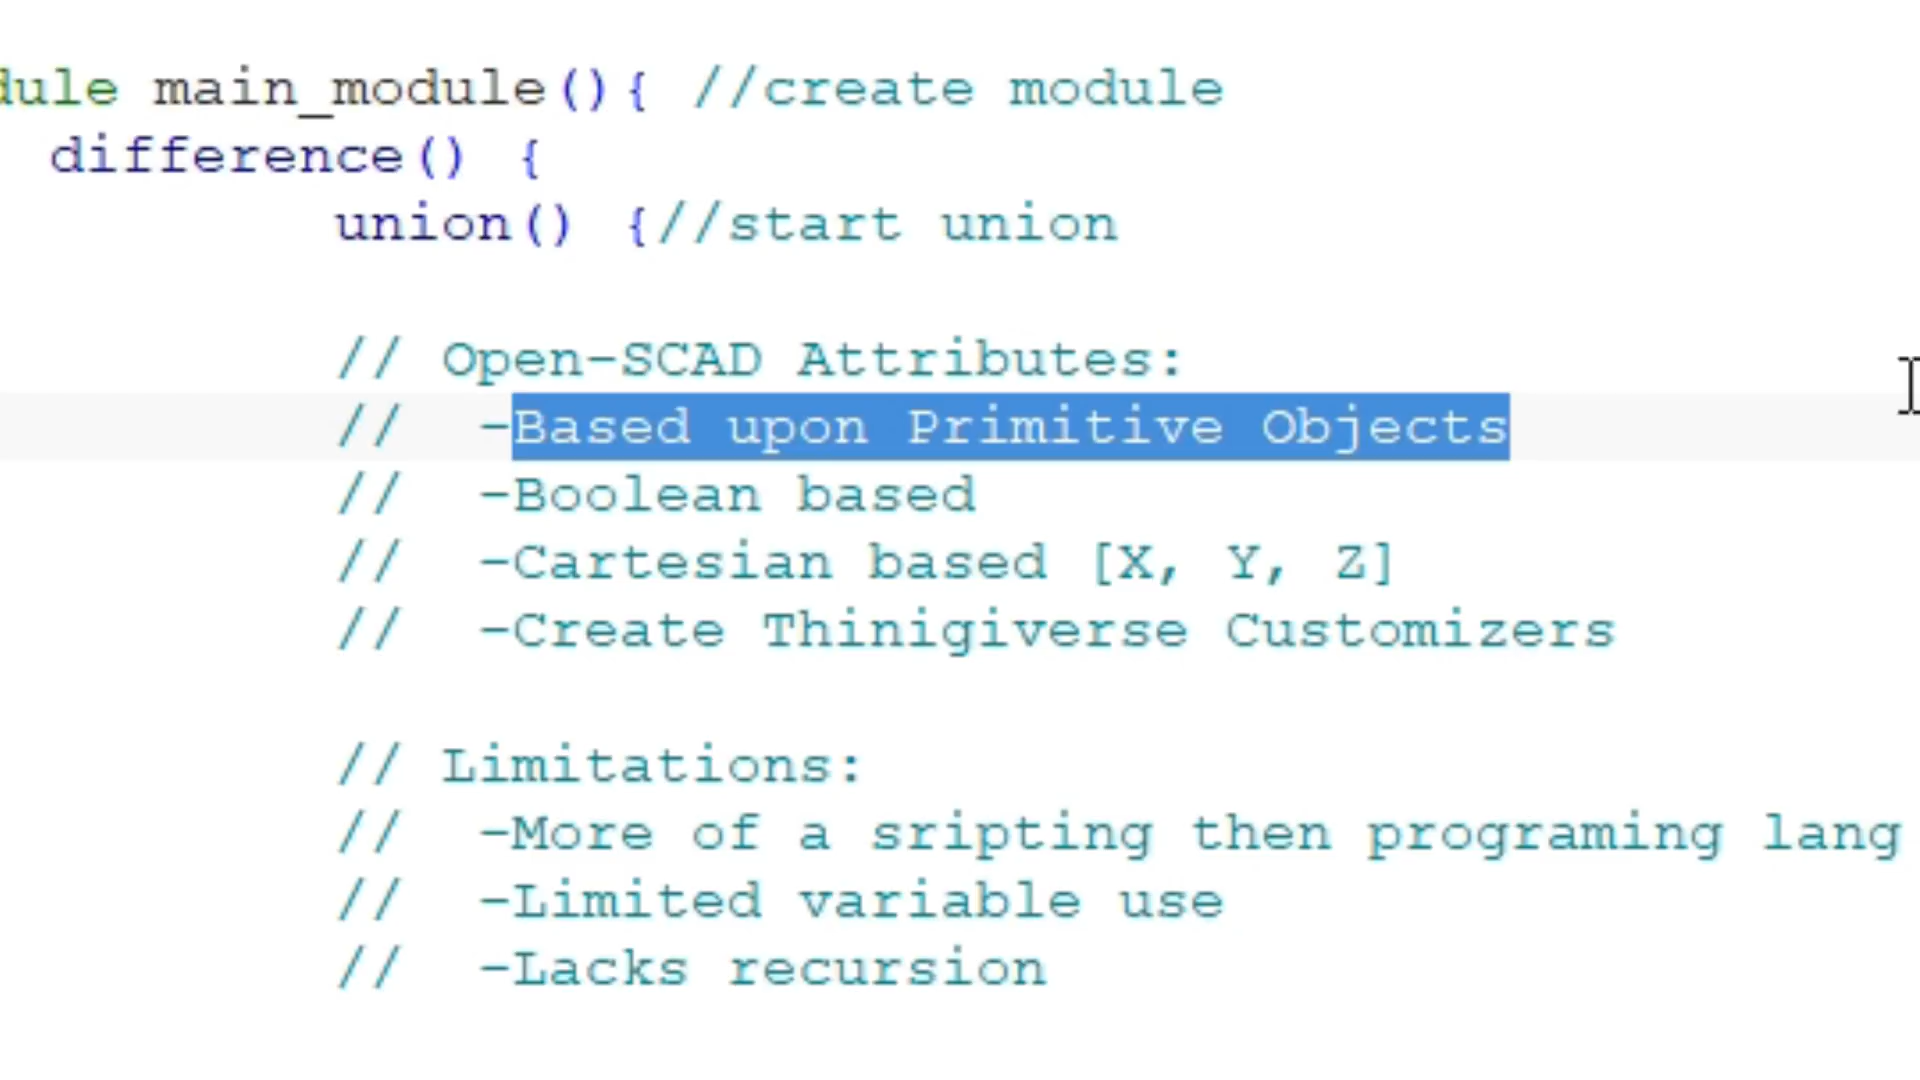 dule main_module(){ //create module
difference() {
union() {//start union
// Open-SCAD Attributes:
// -Based upon Primitive Objects
// -Boolean based
// -Cartesian based [X, Y, Z]
// -Create Thinigiverse Customizers
// Limitations:
// -More of a sripting then programing lang
// -Limited variable use
// -Lacks recursion